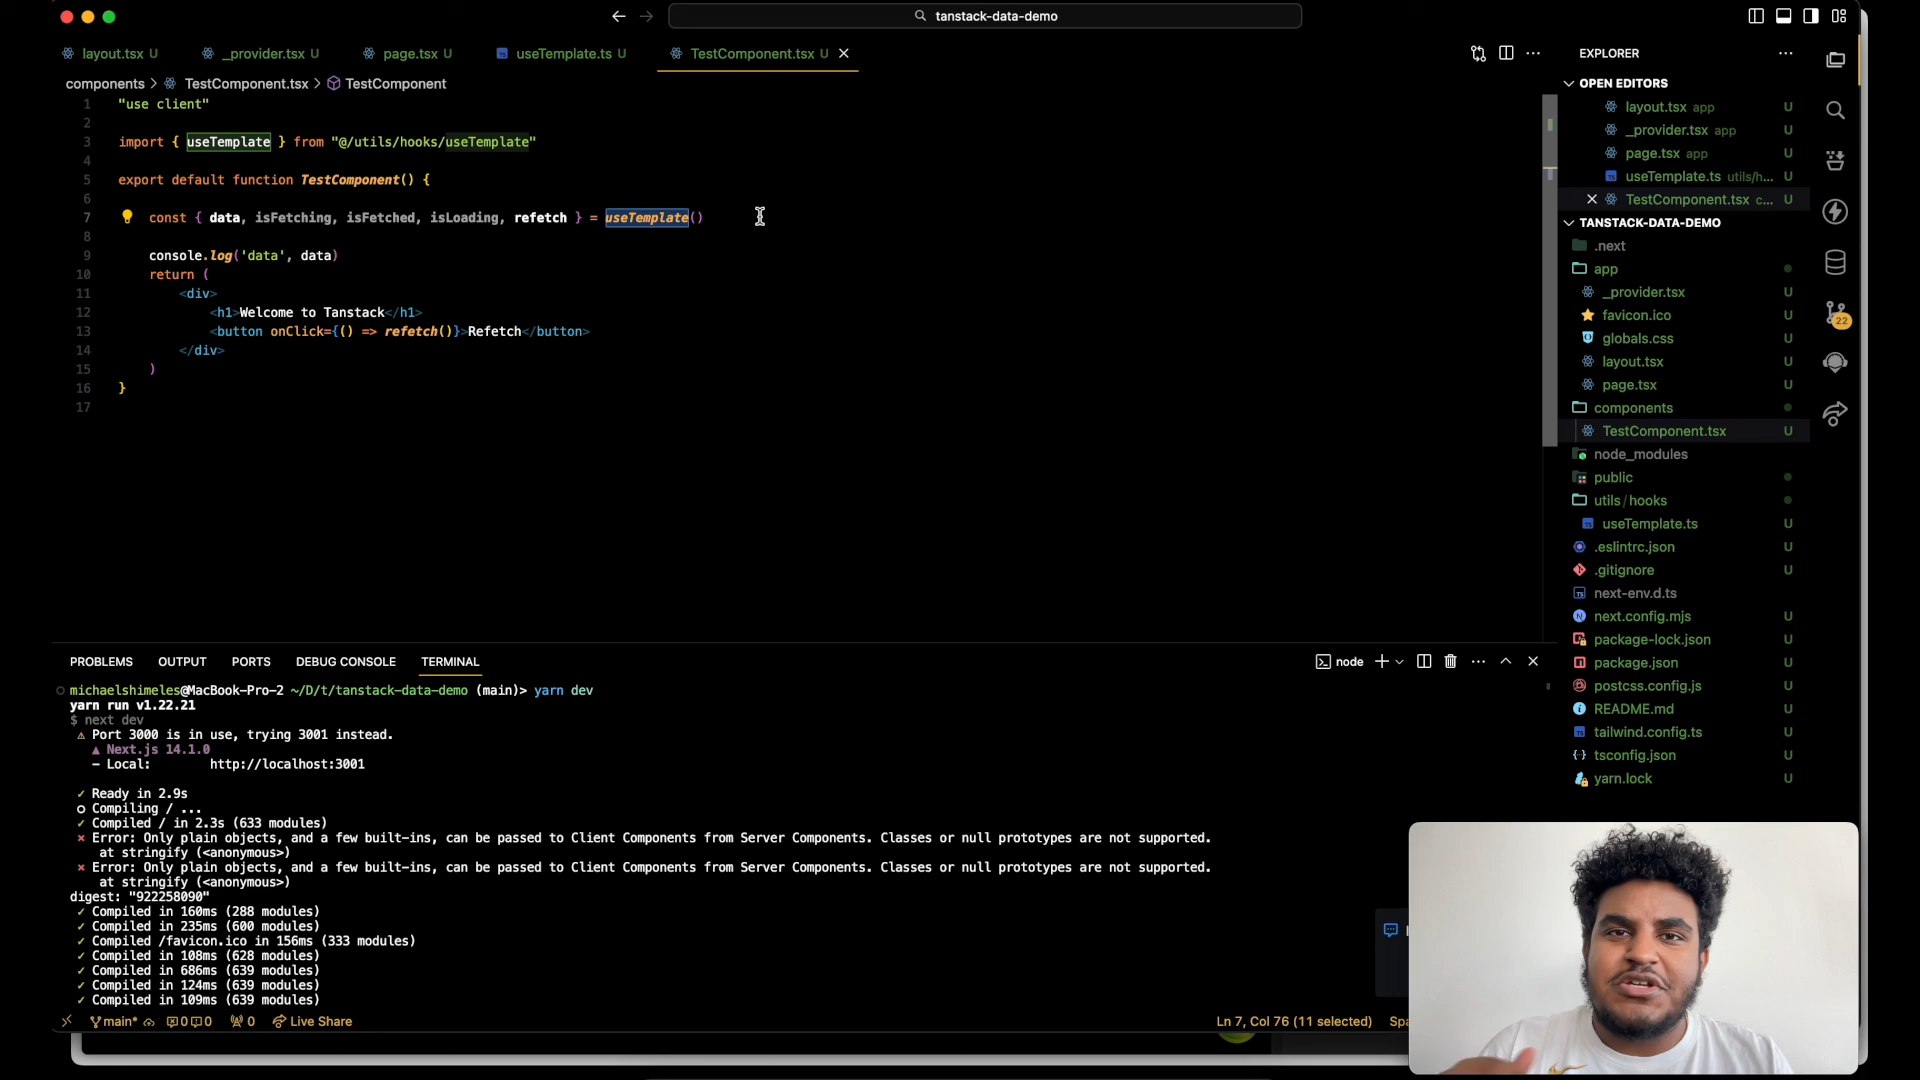 tanstack-data-demo
layout.tsx U
_provider.tsx U
page.tsx U
useTemplate.ts U
TestComponent.tsx U
components > TestComponent.tsx > TestComponent
1 "use client"
2
3 import { useTemplate } from "@/utils/hooks/useTemplate"
4
5 export default function TestComponent() {
6
7 const { data, isFetching, isFetched, isLoading, refetch } = useTemplate()
8
9 console.log('data', data)
10 return (
11 <div>
12 <h1>Welcome to Tanstack</h1>
13 <button onClick={() => refetch()}>Refetch</button>
14 </div>
15 )
16 }
17
PROBLEMS OUTPUT PORTS DEBUG CONSOLE TERMINAL
node
michaelshimeles@MacBook-Pro-2 ~/D/t/tanstack-data-demo (main)> yarn dev
yarn run v1.22.21
$ next dev
⚠ Port 3000 is in use, trying 3001 instead.
▲ Next.js 14.1.0
- Local: http://localhost:3001
✓ Ready in 2.9s
○ Compiling / ...
✓ Compiled / in 2.3s (633 modules)
⨯ Error: Only plain objects, and a few built-ins, can be passed to Client Components from Server Components. Classes or null prototypes are not supported.
at stringify (<anonymous>)
⨯ Error: Only plain objects, and a few built-ins, can be passed to Client Components from Server Components. Classes or null prototypes are not supported.
at stringify (<anonymous>)
digest: "922258090"
✓ Compiled in 160ms (288 modules)
✓ Compiled in 235ms (600 modules)
✓ Compiled /favicon.ico in 156ms (333 modules)
✓ Compiled in 108ms (628 modules)
✓ Compiled in 686ms (639 modules)
✓ Compiled in 124ms (639 modules)
✓ Compiled in 109ms (639 modules)
main* 0 0 0 Live Share
Ln 7, Col 76 (11 selected)
EXPLORER
OPEN EDITORS
layout.tsx app U
_provider.tsx app U
page.tsx app U
useTemplate.ts utils/h... U
TestComponent.tsx c... U
TANSTACK-DATA-DEMO
.next
app
_provider.tsx U
favicon.ico U
globals.css U
layout.tsx U
page.tsx U
components
TestComponent.tsx U
node_modules
public
utils/hooks
useTemplate.ts U
.eslintrc.json U
.gitignore U
next-env.d.ts
next.config.mjs U
package-lock.json U
package.json U
postcss.config.js U
README.md U
tailwind.config.ts U
tsconfig.json U
yarn.lock U
22